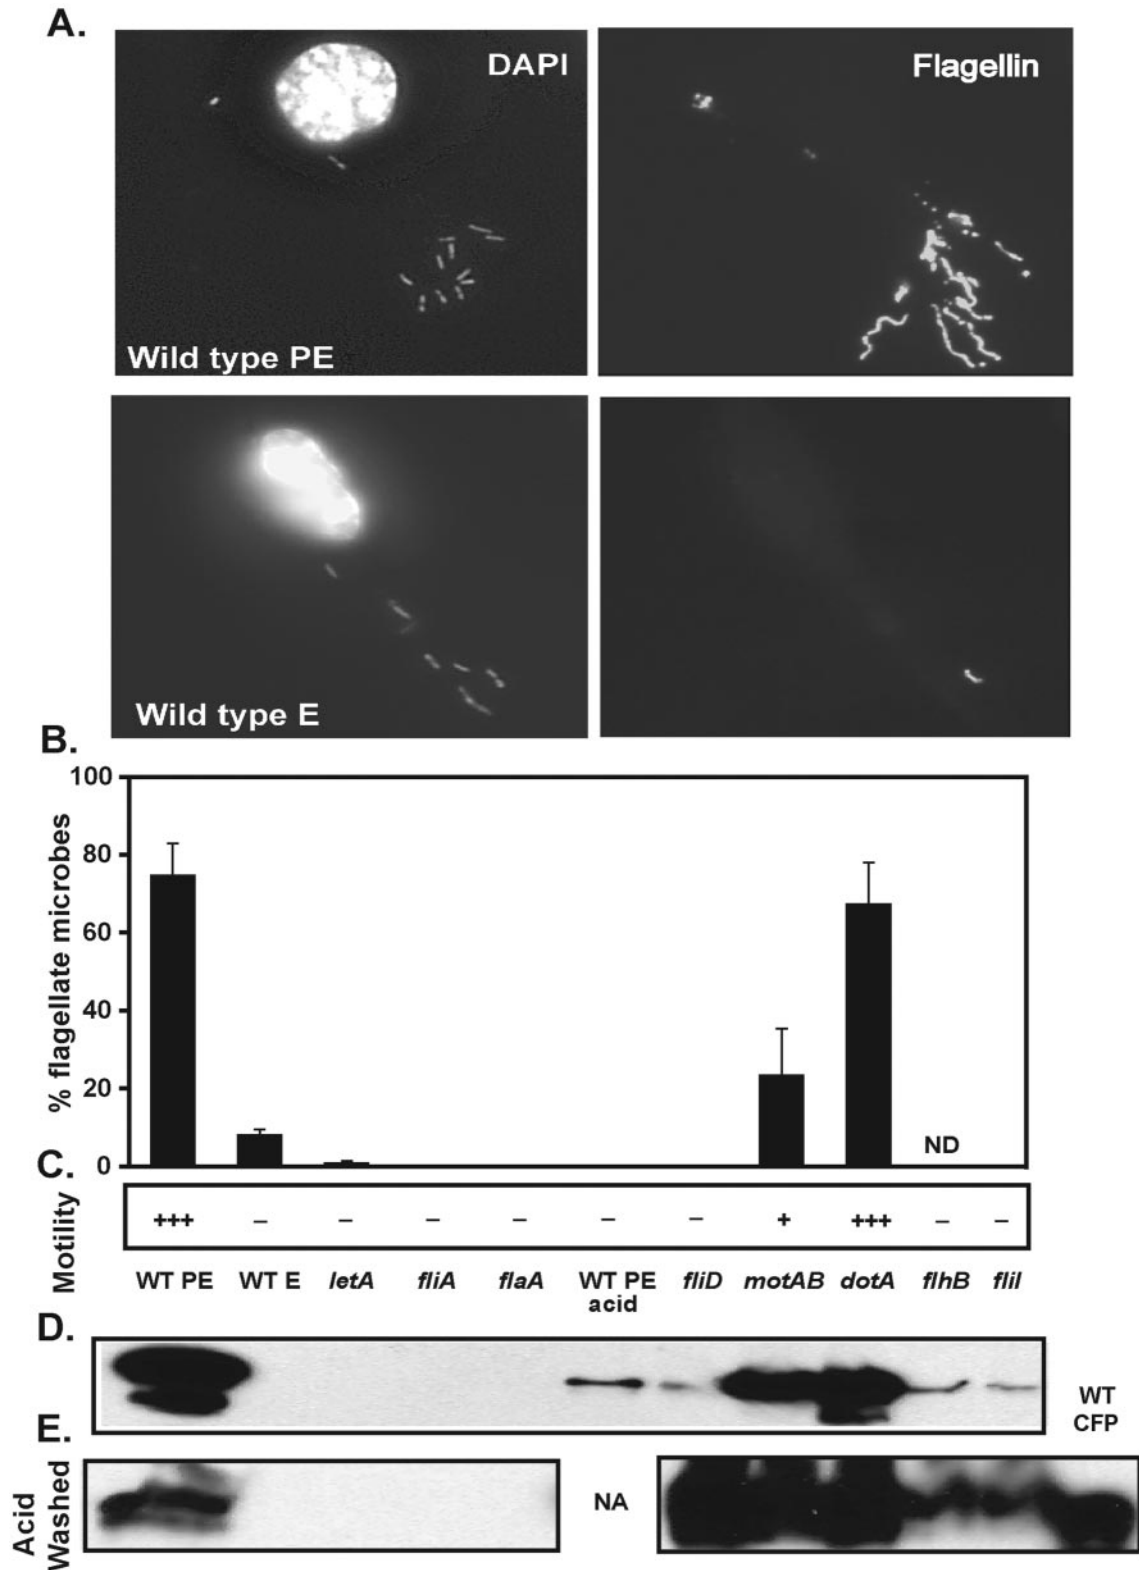 A.
DAPI
Flagellin
Wild type PE
Wild type E
B.
% flagellate microbes
100
80
60
40
20
0
ND
C.
Motility
+++ – – – – – – + +++ – –
WT PE WT E letA fliA flaA WT PE acid fliD motAB dotA flhB fliI
D.
WT
CFP
E.
Acid
Washed
NA